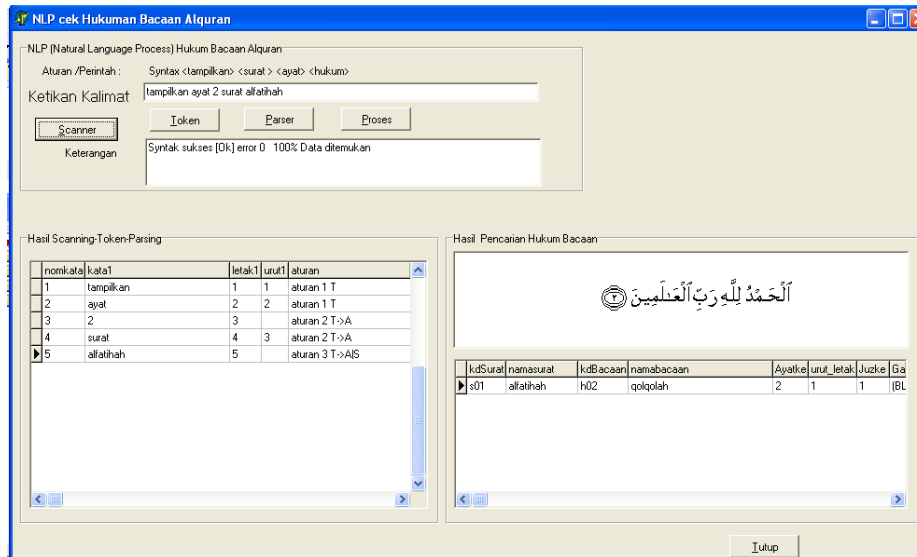 NLP cek Hukuman Bacaan Alquran
NLP (Natural Language Process) Hukum Bacaan Alquran
Aturan /Perintah : Syntax <tampilkan> <surat > <ayat> <hukum>
Ketikan Kalimat tampilkan ayat 2 surat alfatihah
Scanner Token Parser Proses
Keterangan Syntak sukses [Ok] error 0 100% Data ditemukan
Hasil Scanning-Token-Parsing
nomkata kata1 letak1 urut1 aturan
1 tampilkan 1 1 aturan 1 T
2 ayat 2 2 aturan 1 T
3 2 3 aturan 2 T->A
4 surat 4 3 aturan 2 T->A
5 alfatihah 5 aturan 3 T->A|S
Hasil Pencarian Hukum Bacaan
ٱلْحَمْدُ لِلَّهِ رَبِّ ٱلْعَـٰلَمِينَ ٢
kdSurat namasurat kdBacaan namabacaan Ayatke urut_letak Juzke Ga
s01 alfatihah h02 qolqolah 2 1 1 (BL
Tutup